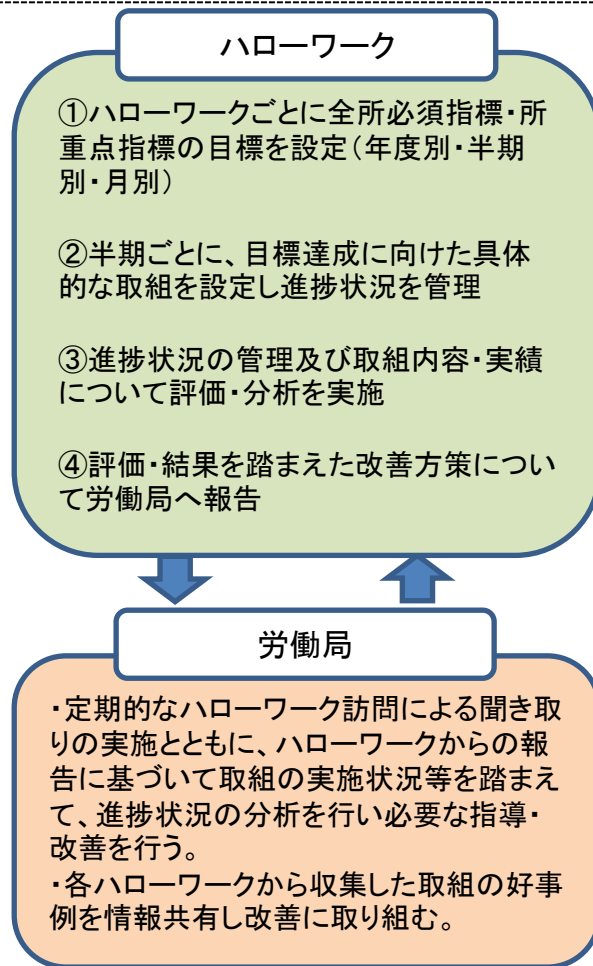 ハローワーク
①ハローワークごとに全所必須指標・所
重点指標の目標を設定（年度別・半期
別・月別）
②半期ごとに、目標達成に向けた具体
的な取組を設定し進捗状況を管理
③進捗状況の管理及び取組内容・実績
について評価・分析を実施
④評価・結果を踏まえた改善方策につい
て労働局へ報告
労働局
・定期的なハローワーク訪問による聞き取
りの実施とともに、ハローワークからの報
告に基づいて取組の実施状況等を踏まえ
て、進捗状況の分析を行い必要な指導・
改善を行う。
・各ハローワークから収集した取組の好事
例を情報共有し改善に取り組む。